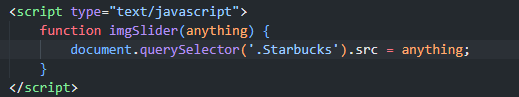 <script type="text/javascript">
    function imgSlider(anything) {
        document.querySelector('.Starbucks').src = anything;
    }
</script>